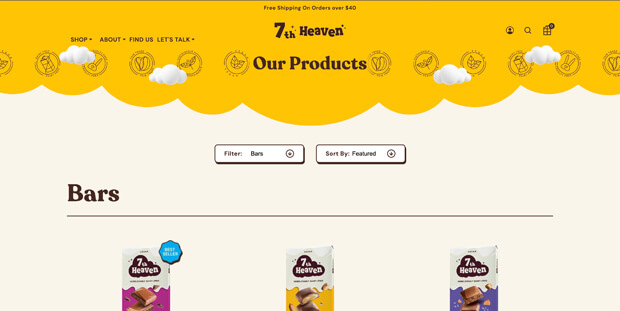 Free Shipping On Orders over $40
SHOP ABOUT FIND US LET'S TALK
7th Heaven
0
Our Products
Filter: Bars
Sort By: Featured
Bars
BEST
SELLER
7th
Heaven
7th
Heaven
7th
Heaven